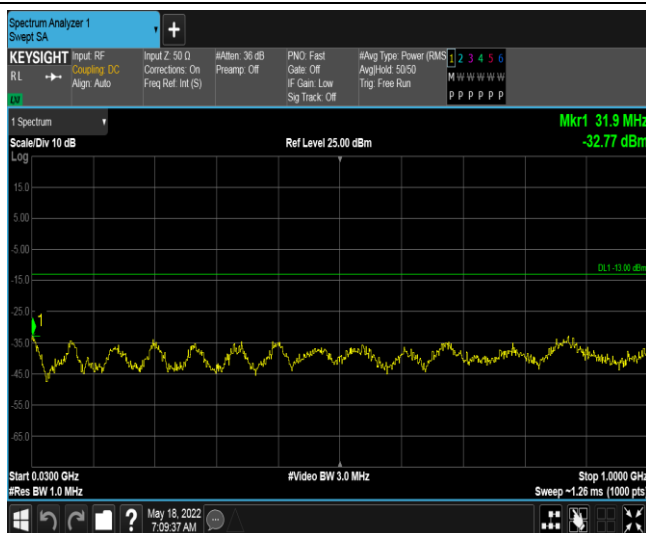 Spectrum Analyzer 1
Swept SA
+
KEYSIGHT Input: RF Input Z: 50 Ω #Atten: 36 dB PNO: Fast #Avg Type: Power (RMS 1 2 3 4 5 6
RL Coupling: DC Corrections: On Preamp: Off Gate: Off Avg|Hold: 50/50 M W W W W W
Align: Auto Freq Ref: Int (S) IF Gain: Low Trig: Free Run
Sig Track: Off P P P P P P
1 Spectrum Mkr1 31.9 MHz
Scale/Div 10 dB Ref Level 25.00 dBm -32.77 dBm
Log
15.0
5.00
-5.00
DL1 -13.00 dBm
-15.0
-25.0
1
-35.0
-45.0
-55.0
-65.0
Start 0.0300 GHz #Video BW 3.0 MHz Stop 1.0000 GHz
#Res BW 1.0 MHz Sweep ~1.26 ms (1000 pts)
? May 18, 2022
7:09:37 AM